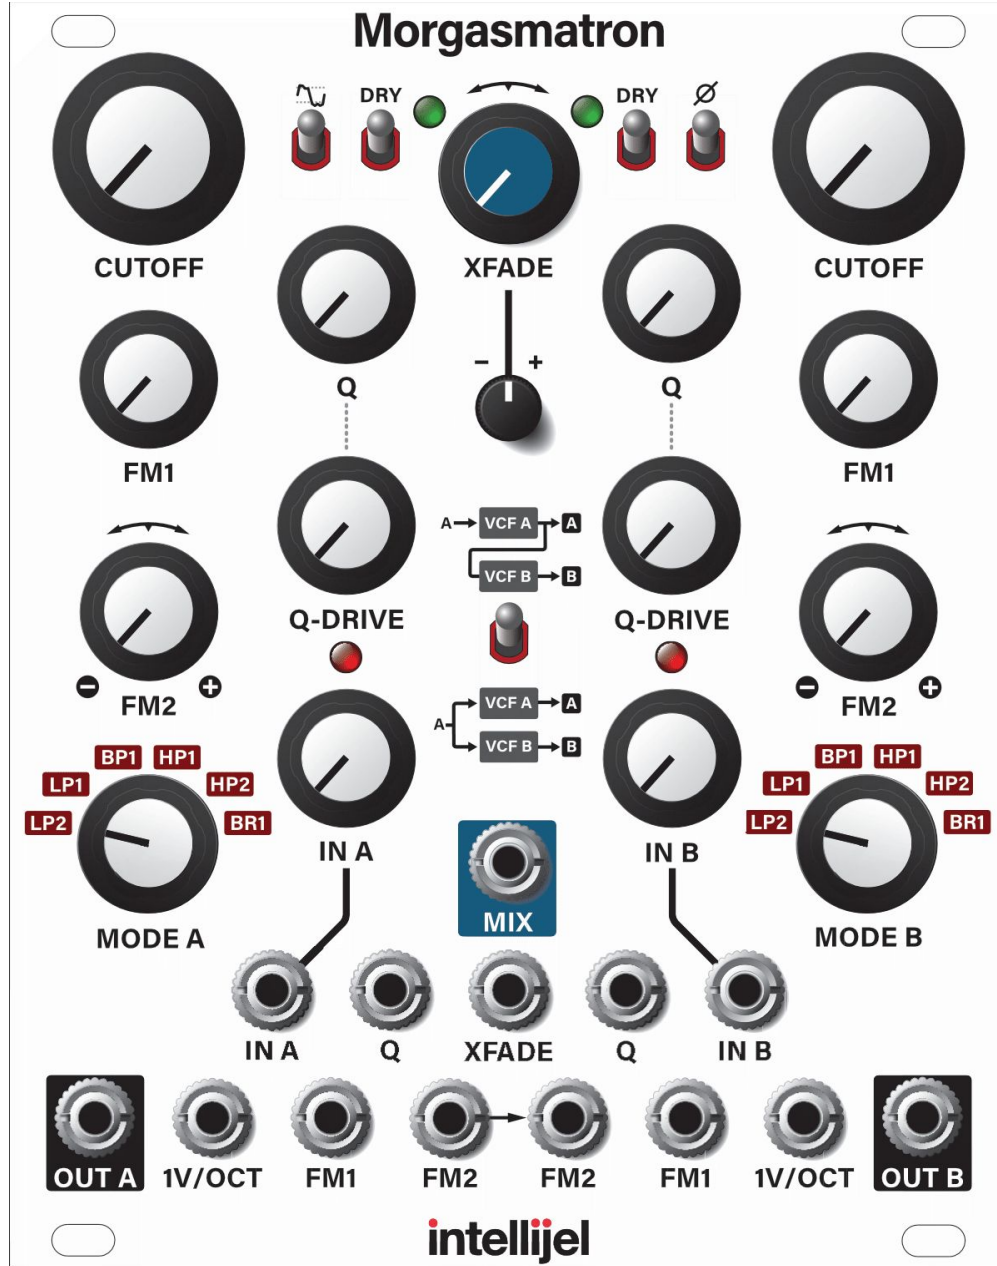 Morgasmatron
DRY
DRY Ø
CUTOFF
XFADE
CUTOFF
Q
- +
Q
FM1
FM1
A VCF A A
VCF B B
Q-DRIVE
Q-DRIVE
- FM2 +
- FM2 +
A VCF A A
VCF B B
LP2
LP1
BP1
HP1
HP2
BR1
LP2
LP1
BP1
HP1
HP2
BR1
IN A
IN B
MIX
MODE A
MODE B
IN A
Q
XFADE
Q
IN B
OUT A
1V/OCT
FM1
FM2
FM2
FM1
1V/OCT
OUT B
intellijel